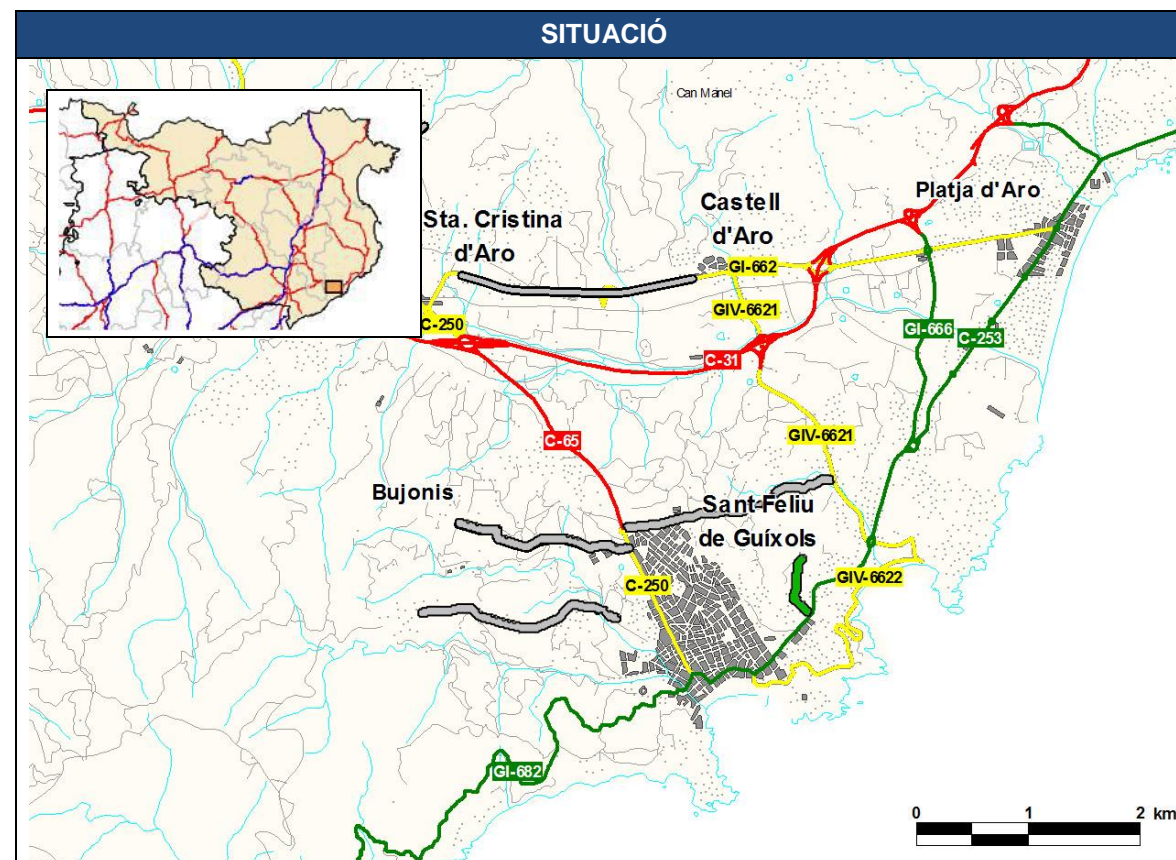 SITUACIÓ
Can Manel
Platja d'Aro
Castell
d'Aro
Sta. Cristina
d'Aro
GI-662
C-250
GIV-6621
GI-666
C-253
C-31
C-65
GIV-6621
Bujonis
Sant Feliu
de Guíxols
C-250
GIV-6622
GI-682
0 1 2 km